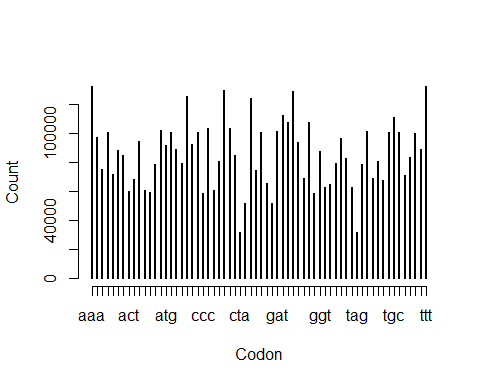 Count
100000
40000
0
aaa act atg ccc cta gat ggt tag tgc ttt
Codon